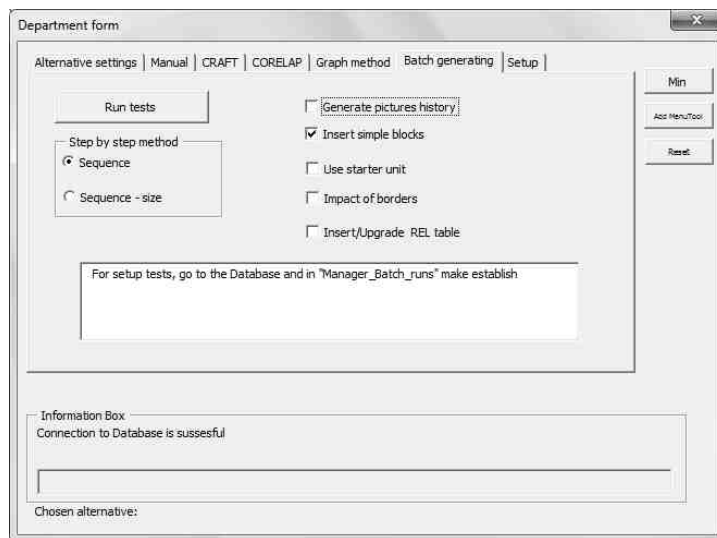 Department form
Alternative settings Manual CRAFT CORELAP Graph method Batch generating Setup
Run tests
Step by step method
Sequence
Sequence - size
Generate pictures history
Insert simple blocks
Use starter unit
Impact of borders
Insert/Upgrade REL table
Min
Add MenuTool
Reset
For setup tests, go to the Database and in "Manager_Batch_runs" make establish
Information Box
Connection to Database is sussesful
Chosen alternative: